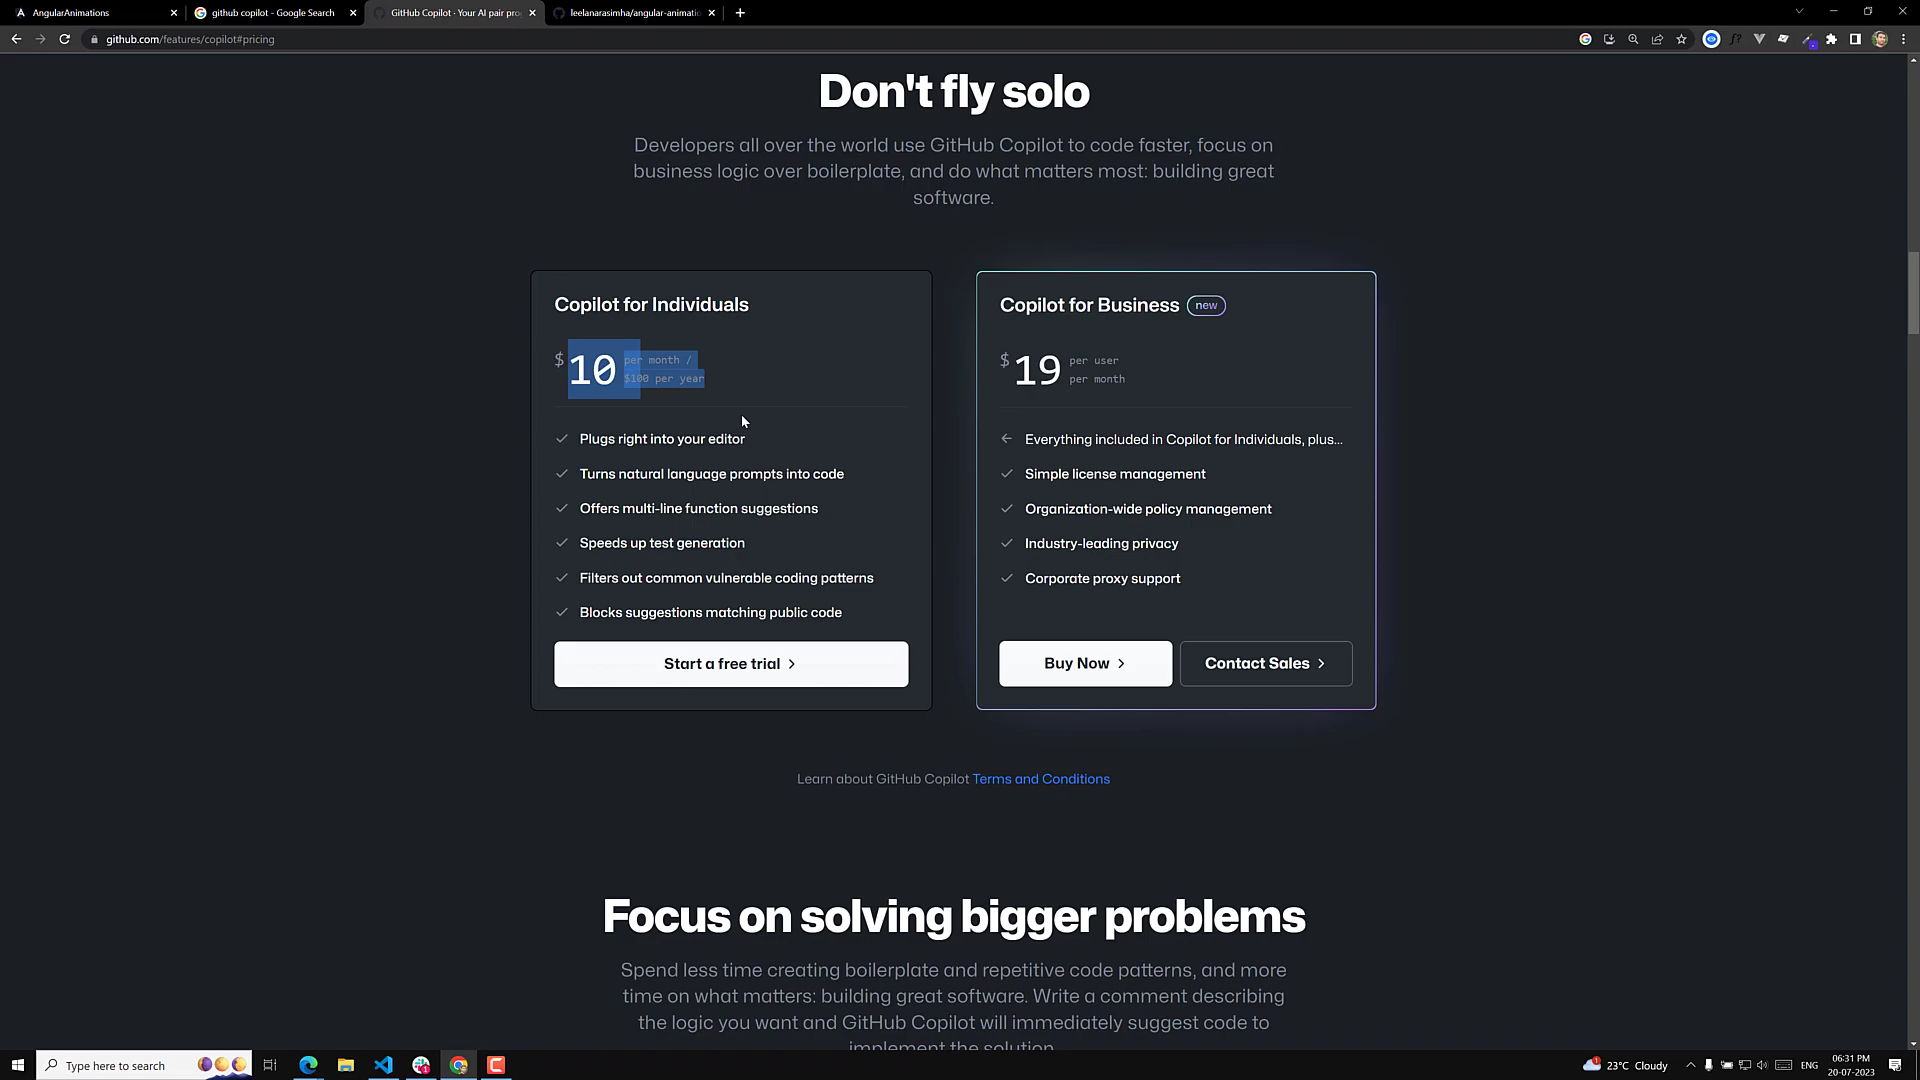 AngularAnimations
github copilot - Google Search
GitHub Copilot · Your AI pair pro
leelanarasimha/angular-animatio
github.com/features/copilot#pricing
Don't fly solo
Developers all over the world use GitHub Copilot to code faster, focus on
business logic over boilerplate, and do what matters most: building great
software.
Copilot for Individuals
$ 10 per month /
$100 per year
Plugs right into your editor
Turns natural language prompts into code
Offers multi-line function suggestions
Speeds up test generation
Filters out common vulnerable coding patterns
Blocks suggestions matching public code
Start a free trial
Copilot for Business new
$ 19 per user
per month
Everything included in Copilot for Individuals, plus...
Simple license management
Organization-wide policy management
Industry-leading privacy
Corporate proxy support
Buy Now
Contact Sales
Learn about GitHub Copilot Terms and Conditions
Focus on solving bigger problems
Spend less time creating boilerplate and repetitive code patterns, and more
time on what matters: building great software. Write a comment describing
the logic you want and GitHub Copilot will immediately suggest code to
implement the solution.
Type here to search
23°C Cloudy
ENG
06:31 PM
20-07-2023